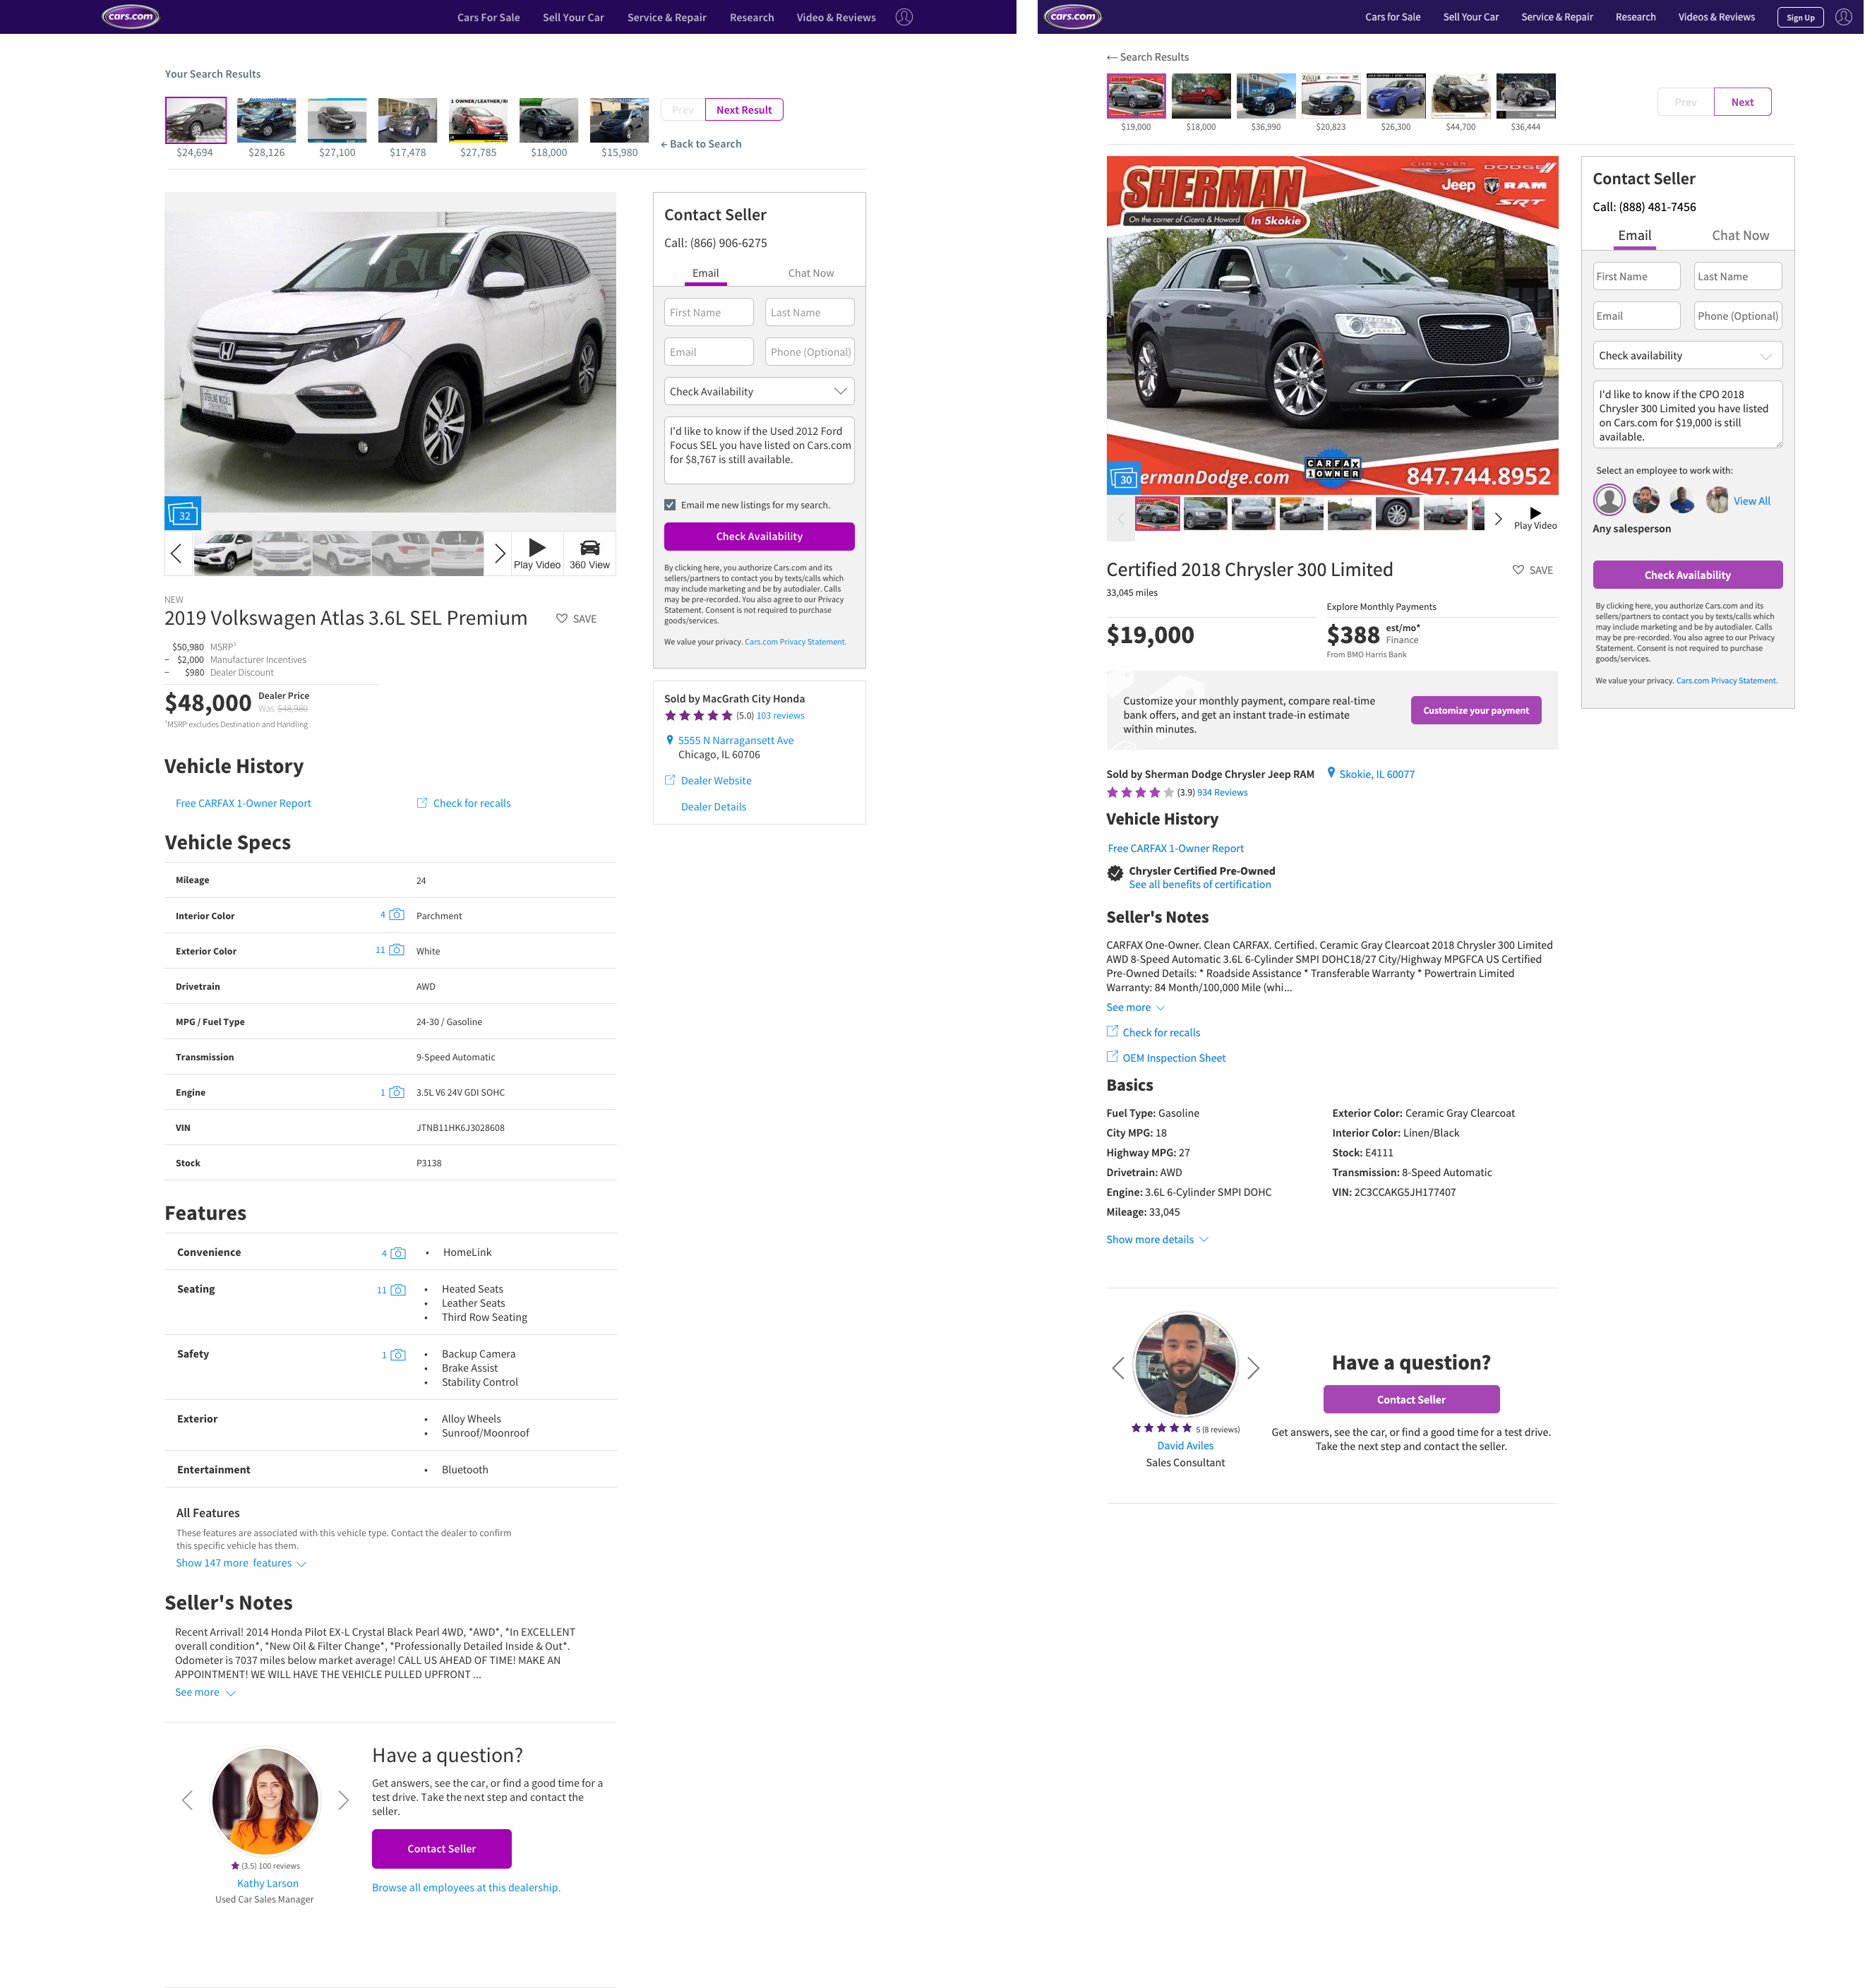 cars.com
Cars For Sale Sell Your Car Service & Repair Research Video & Reviews
Your Search Results
Prev Next Result
← Back to Search
$24,694 $28,126 $27,100 $17,478 $27,785 $18,000 $15,980
1 OWNER/LEATHER/
32
Play Video 360 View
NEW
2019 Volkswagen Atlas 3.6L SEL Premium
SAVE
$50,980 MSRP¹
– $2,000 Manufacturer Incentives
– $980 Dealer Discount
$48,000 Dealer Price
Was $48,980
¹MSRP excludes Destination and Handling
Vehicle History
Free CARFAX 1-Owner Report Check for recalls
Vehicle Specs
Mileage 24
Interior Color 4 Parchment
Exterior Color 11 White
Drivetrain AWD
MPG / Fuel Type 24-30 / Gasoline
Transmission 9-Speed Automatic
Engine 1 3.5L V6 24V GDI SOHC
VIN JTNB11HK6J3028608
Stock P3138
Features
Convenience 4 • HomeLink
Seating 11 • Heated Seats
• Leather Seats
• Third Row Seating
Safety 1 • Backup Camera
• Brake Assist
• Stability Control
Exterior • Alloy Wheels
• Sunroof/Moonroof
Entertainment • Bluetooth
All Features
These features are associated with this vehicle type. Contact the dealer to confirm
this specific vehicle has them.
Show 147 more features
Seller's Notes
Recent Arrival! 2014 Honda Pilot EX-L Crystal Black Pearl 4WD, *AWD*, *In EXCELLENT
overall condition*, *New Oil & Filter Change*, *Professionally Detailed Inside & Out*.
Odometer is 7037 miles below market average! CALL US AHEAD OF TIME! MAKE AN
APPOINTMENT! WE WILL HAVE THE VEHICLE PULLED UPFRONT ...
See more
Have a question?
Get answers, see the car, or find a good time for a
test drive. Take the next step and contact the
seller.
Contact Seller
Browse all employees at this dealership.
(3.5) 100 reviews
Kathy Larson
Used Car Sales Manager
Contact Seller
Call: (866) 906-6275
Email Chat Now
First Name Last Name
Email Phone (Optional)
Check Availability
I'd like to know if the Used 2012 Ford
Focus SEL you have listed on Cars.com
for $8,767 is still available.
Email me new listings for my search.
Check Availability
By clicking here, you authorize Cars.com and its
sellers/partners to contact you by texts/calls which
may include marketing and be by autodialer. Calls
may be pre-recorded. You also agree to our Privacy
Statement. Consent is not required to purchase
goods/services.
We value your privacy. Cars.com Privacy Statement.
Sold by MacGrath City Honda
(5.0) 103 reviews
5555 N Narragansett Ave
Chicago, IL 60706
Dealer Website
Dealer Details
cars.com
Cars for Sale Sell Your Car Service & Repair Research Videos & Reviews Sign Up
← Search Results
$19,000 $18,000 $36,990 $20,823 $26,300 $44,700 $36,444
Prev Next
SHERMAN
On the corner of Cicero & Howard In Skokie
CHRYSLER DODGE
Jeep RAM
SRT
30
ermanDodge.com
CARFAX
1 OWNER
847.744.8952
Play Video
Certified 2018 Chrysler 300 Limited
SAVE
33,045 miles
Explore Monthly Payments
$19,000
$388 est/mo*
Finance
From BMO Harris Bank
Customize your monthly payment, compare real-time
bank offers, and get an instant trade-in estimate
within minutes.
Customize your payment
Sold by Sherman Dodge Chrysler Jeep RAM Skokie, IL 60077
(3.9) 934 Reviews
Vehicle History
Free CARFAX 1-Owner Report
Chrysler Certified Pre-Owned
See all benefits of certification
Seller's Notes
CARFAX One-Owner. Clean CARFAX. Certified. Ceramic Gray Clearcoat 2018 Chrysler 300 Limited
AWD 8-Speed Automatic 3.6L 6-Cylinder SMPI DOHC18/27 City/Highway MPGFCA US Certified
Pre-Owned Details: * Roadside Assistance * Transferable Warranty * Powertrain Limited
Warranty: 84 Month/100,000 Mile (whi...
See more
Check for recalls
OEM Inspection Sheet
Basics
Fuel Type: Gasoline Exterior Color: Ceramic Gray Clearcoat
City MPG: 18 Interior Color: Linen/Black
Highway MPG: 27 Stock: E4111
Drivetrain: AWD Transmission: 8-Speed Automatic
Engine: 3.6L 6-Cylinder SMPI DOHC VIN: 2C3CCAKG5JH177407
Mileage: 33,045
Show more details
5 (8 reviews)
David Aviles
Sales Consultant
Have a question?
Contact Seller
Get answers, see the car, or find a good time for a test drive.
Take the next step and contact the seller.
Contact Seller
Call: (888) 481-7456
Email Chat Now
First Name Last Name
Email Phone (Optional)
Check availability
I'd like to know if the CPO 2018
Chrysler 300 Limited you have listed
on Cars.com for $19,000 is still
available.
Select an employee to work with:
View All
Any salesperson
Check Availability
By clicking here, you authorize Cars.com and its
sellers/partners to contact you by texts/calls which
may include marketing and be by autodialer. Calls
may be pre-recorded. You also agree to our Privacy
Statement. Consent is not required to purchase
goods/services.
We value your privacy. Cars.com Privacy Statement.